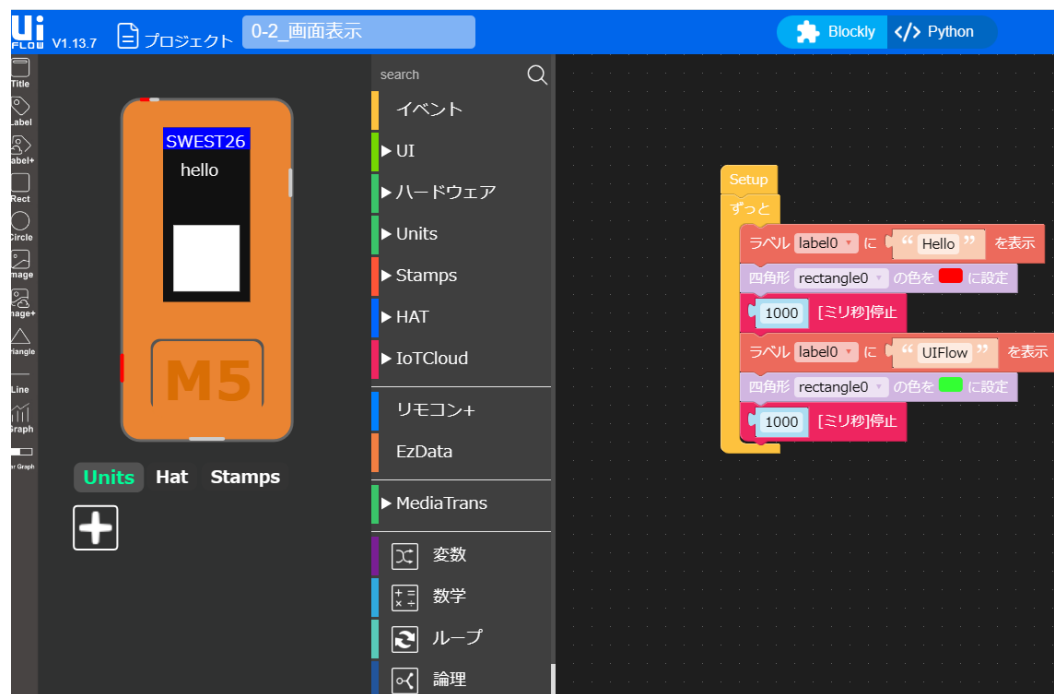 Ui
FLOW V1.13.7 プロジェクト 0-2_画面表示 Blockly </> Python
Title
Label
Label+
Rect
Circle
Image
Image+
Triangle
Line
Graph
SWEST26
hello
M5
Units Hat Stamps
search
イベント
UI
ハードウェア
Units
Stamps
HAT
IoTCloud
リモコン+
EzData
MediaTrans
変数
数学
ループ
論理
Setup
ずっと
ラベル label0 に “ Hello ” を表示
四角形 rectangle0 の色を に設定
1000 [ミリ秒]停止
ラベル label0 に “ UIFlow ” を表示
四角形 rectangle0 の色を に設定
1000 [ミリ秒]停止